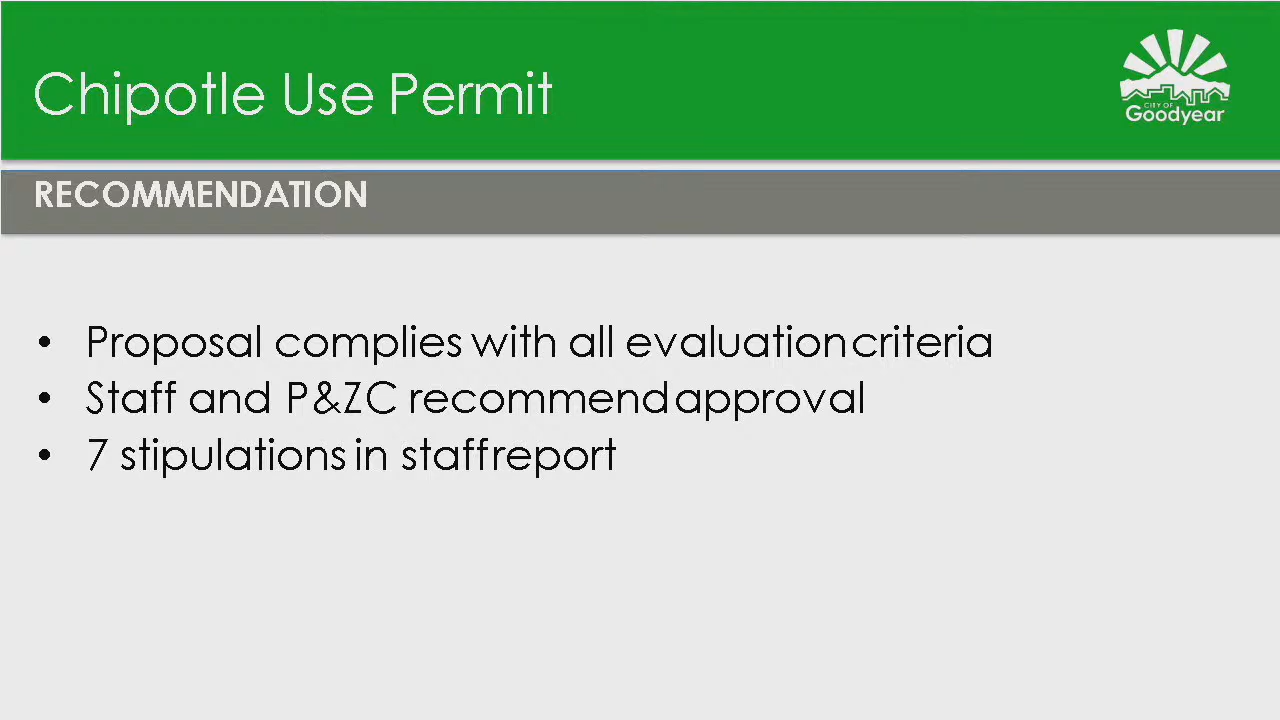 Chipotle Use Permit
CITY OF
Goodyear
RECOMMENDATION
• Proposal complies with all evaluation criteria
• Staff and P&ZC recommend approval
• 7 stipulations in staff report